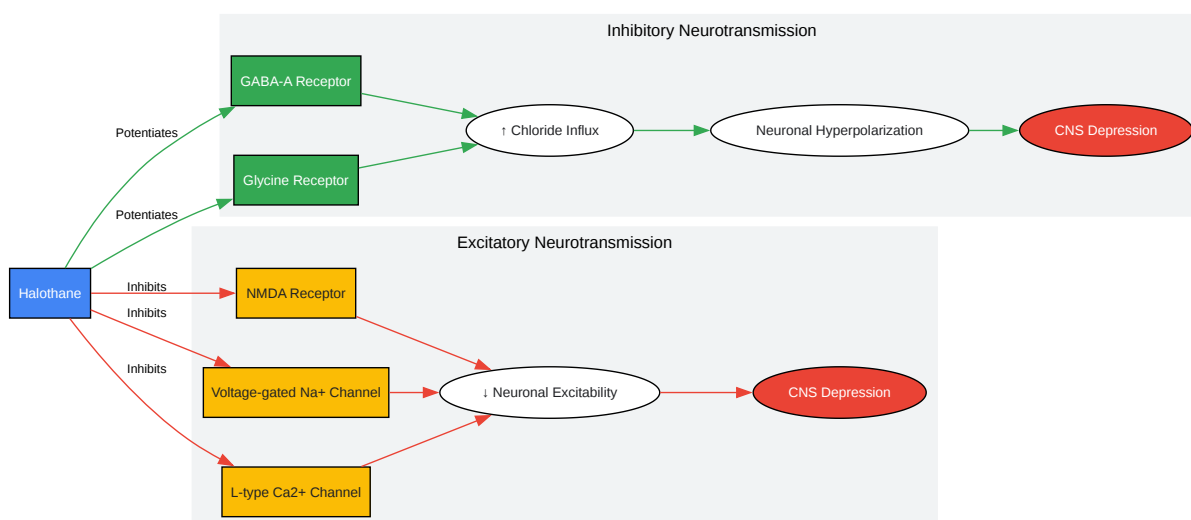 Inhibitory Neurotransmission
GABA-A Receptor
Potentiates
↑ Chloride Influx
Neuronal Hyperpolarization
CNS Depression
Glycine Receptor
Potentiates
Excitatory Neurotransmission
Halothane
Inhibits
NMDA Receptor
Inhibits
Voltage-gated Na+ Channel
↓ Neuronal Excitability
CNS Depression
Inhibits
L-type Ca2+ Channel